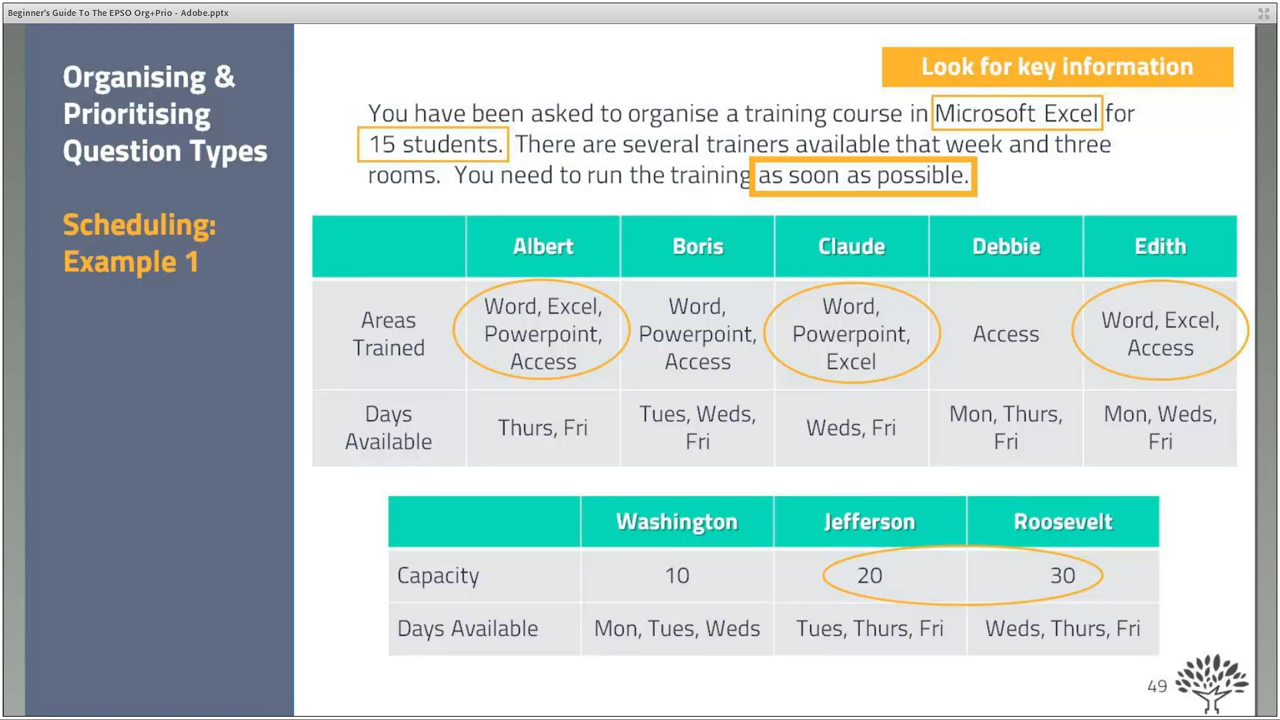 Beginner's Guide To The EPSO Org+Prio - Adobe.pptx
Organising &
Prioritising
Question Types
Scheduling:
Example 1
Look for key information
You have been asked to organise a training course in Microsoft Excel for
15 students. There are several trainers available that week and three
rooms. You need to run the training as soon as possible.
Albert Boris Claude Debbie Edith
Areas
Trained
Word, Excel,
Powerpoint,
Access
Word,
Powerpoint,
Access
Word,
Powerpoint,
Excel
Access
Word, Excel,
Access
Days
Available
Thurs, Fri
Tues, Weds,
Fri
Weds, Fri
Mon, Thurs,
Fri
Mon, Weds,
Fri
Washington Jefferson Roosevelt
Capacity 10 20 30
Days Available Mon, Tues, Weds Tues, Thurs, Fri Weds, Thurs, Fri
49